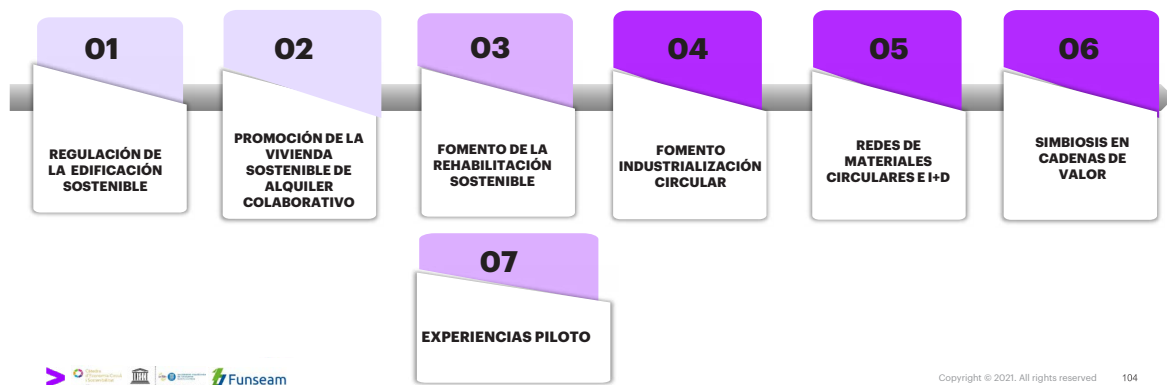 01
REGULACIÓN DE
LA EDIFICACIÓN
SOSTENIBLE
02
PROMOCIÓN DE LA
VIVIENDA
SOSTENIBLE DE
ALQUILER
COLABORATIVO
03
FOMENTO DE LA
REHABILITACIÓN
SOSTENIBLE
04
FOMENTO
INDUSTRIALIZACIÓN
CIRCULAR
05
REDES DE
MATERIALES
CIRCULARES E I+D
06
SIMBIOSIS EN
CADENAS DE
VALOR
07
EXPERIENCIAS PILOTO
Funseam
Copyright © 2021. All rights reserved 104